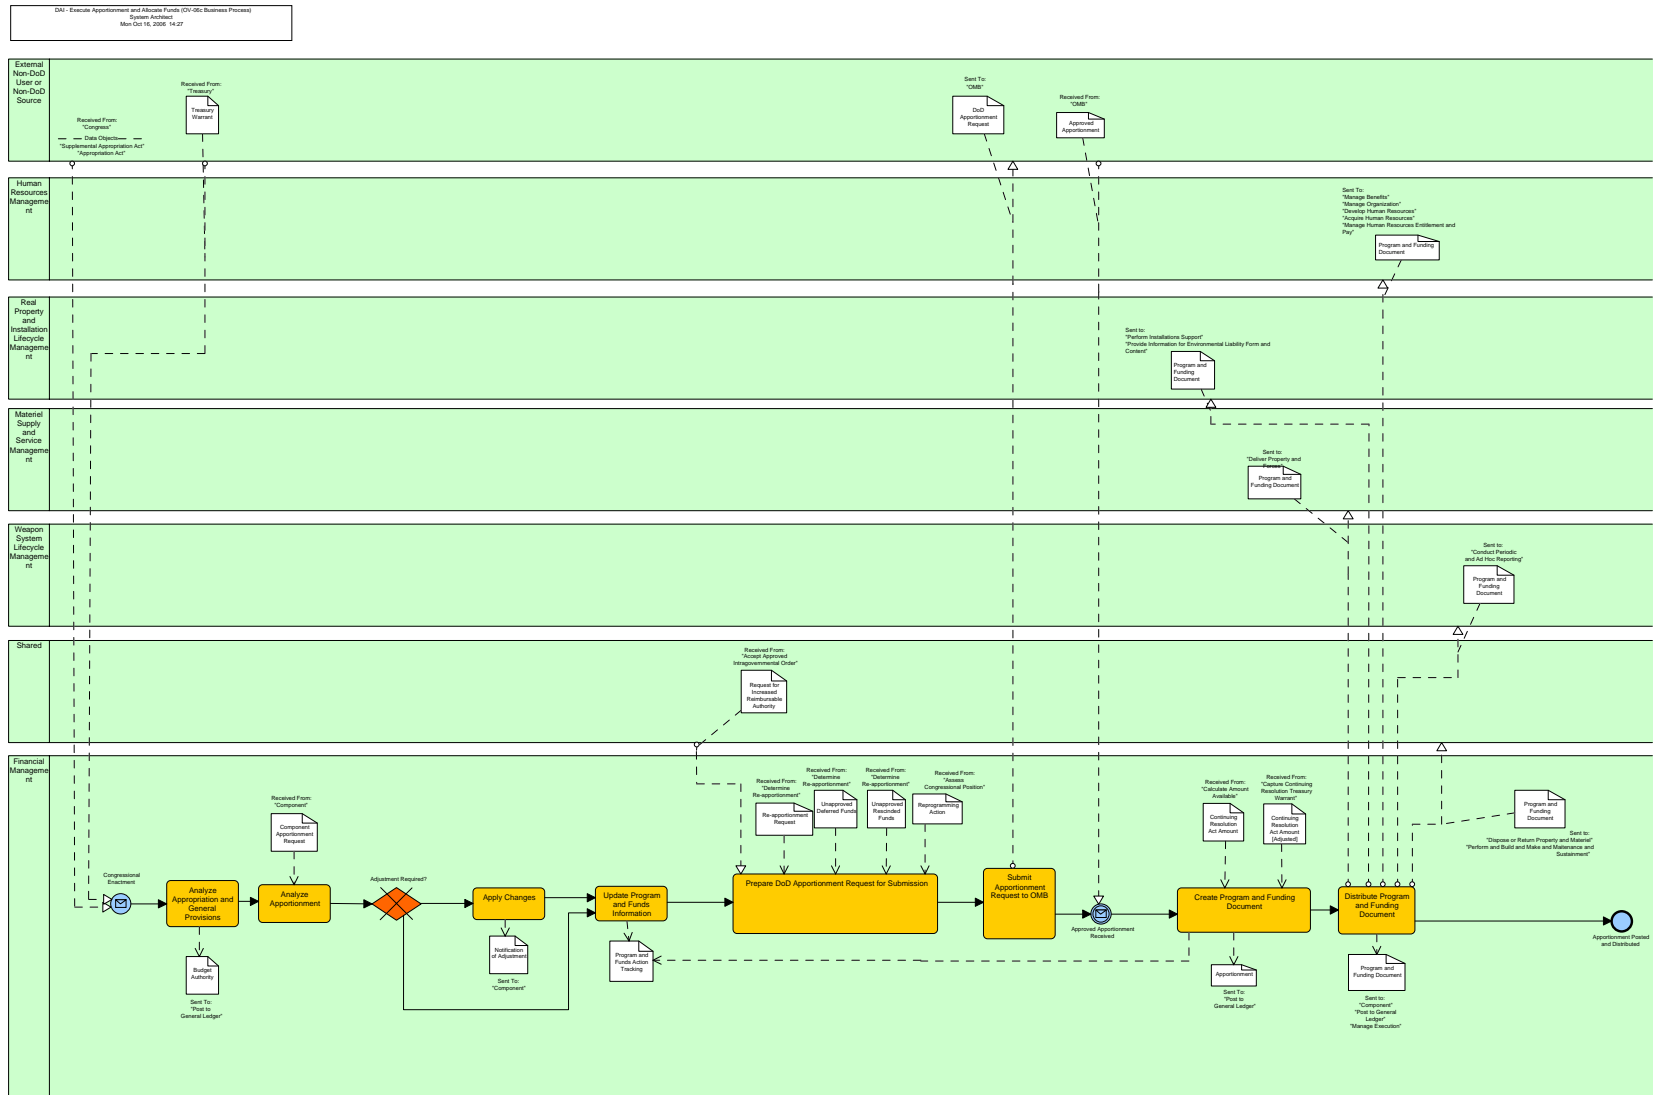 DAI - Execute Apportionment and Allocate Funds (OV-06c Business Process)
System Architect
Mon Oct 16, 2006 14:27
External
Non-DoD
User or
Non-DoD
Source
Received From:
"Congress"
Data Objects
"Supplemental Appropriation Act"
"Appropriation Act"
Received From:
"Treasury"
Treasury
Warrant
Sent To:
"OMB"
DoD
Apportionment
Request
Received From:
"OMB"
Approved
Apportionment
Human
Resources
Manageme
nt
Sent To:
"Manage Benefits"
"Manage Organization"
"Develop Human Resources"
"Acquire Human Resources"
"Manage Human Resources Entitlement and
Pay"
Program and Funding
Document
Real
Property
and
Installation
Lifecycle
Manageme
nt
Sent to:
"Perform Installations Support"
"Provide Information for Environmental Liability Form and
Content"
Program and
Funding
Document
Materiel
Supply
and
Service
Manageme
nt
Sent to:
"Deliver Property and
Forces"
Program and
Funding Document
Weapon
System
Lifecycle
Manageme
nt
Sent to:
"Conduct Periodic
and Ad Hoc Reporting"
Program and
Funding
Document
Shared
Received From:
"Accept Approved
Intragovernmental Order"
Request for
Increased
Reimbursable
Authority
Financial
Manageme
nt
Congressional
Enactment
Analyze
Appropriation and
General
Provisions
Budget
Authority
Sent To:
"Post to
General Ledger"
Received From:
"Component"
Component
Apportionment
Request
Analyze
Apportionment
Adjustment Required?
Apply Changes
Notification
of Adjustment
Sent To:
"Component"
Update Program
and Funds
Information
Program and
Funds Action
Tracking
Received From:
"Determine
Re-apportionment"
Re-apportionment
Request
Received From:
"Determine
Re-apportionment"
Unapproved
Deferred Funds
Received From:
"Determine
Re-apportionment"
Unapproved
Rescinded
Funds
Received From:
"Assess
Congressional Position"
Reprogramming
Action
Prepare DoD Apportionment Request for Submission
Submit
Apportionment
Request to OMB
Approved Apportionment
Received
Received From:
"Calculate Amount
Available"
Continuing
Resolution
Act Amount
Received From:
"Capture Continuing
Resolution Treasury
Warrant"
Continuing
Resolution
Act Amount
[Adjusted]
Create Program and Funding
Document
Apportionment
Sent To:
"Post to
General Ledger"
Distribute Program
and Funding
Document
Program and
Funding Document
Sent to:
"Component"
"Post to General
Ledger"
"Manage Execution"
Program and
Funding
Document
Sent to:
"Dispose or Return Property and Materiel"
"Perform and Build and Make and Maitenance and
Sustainment"
Apportionment Posted
and Distributed